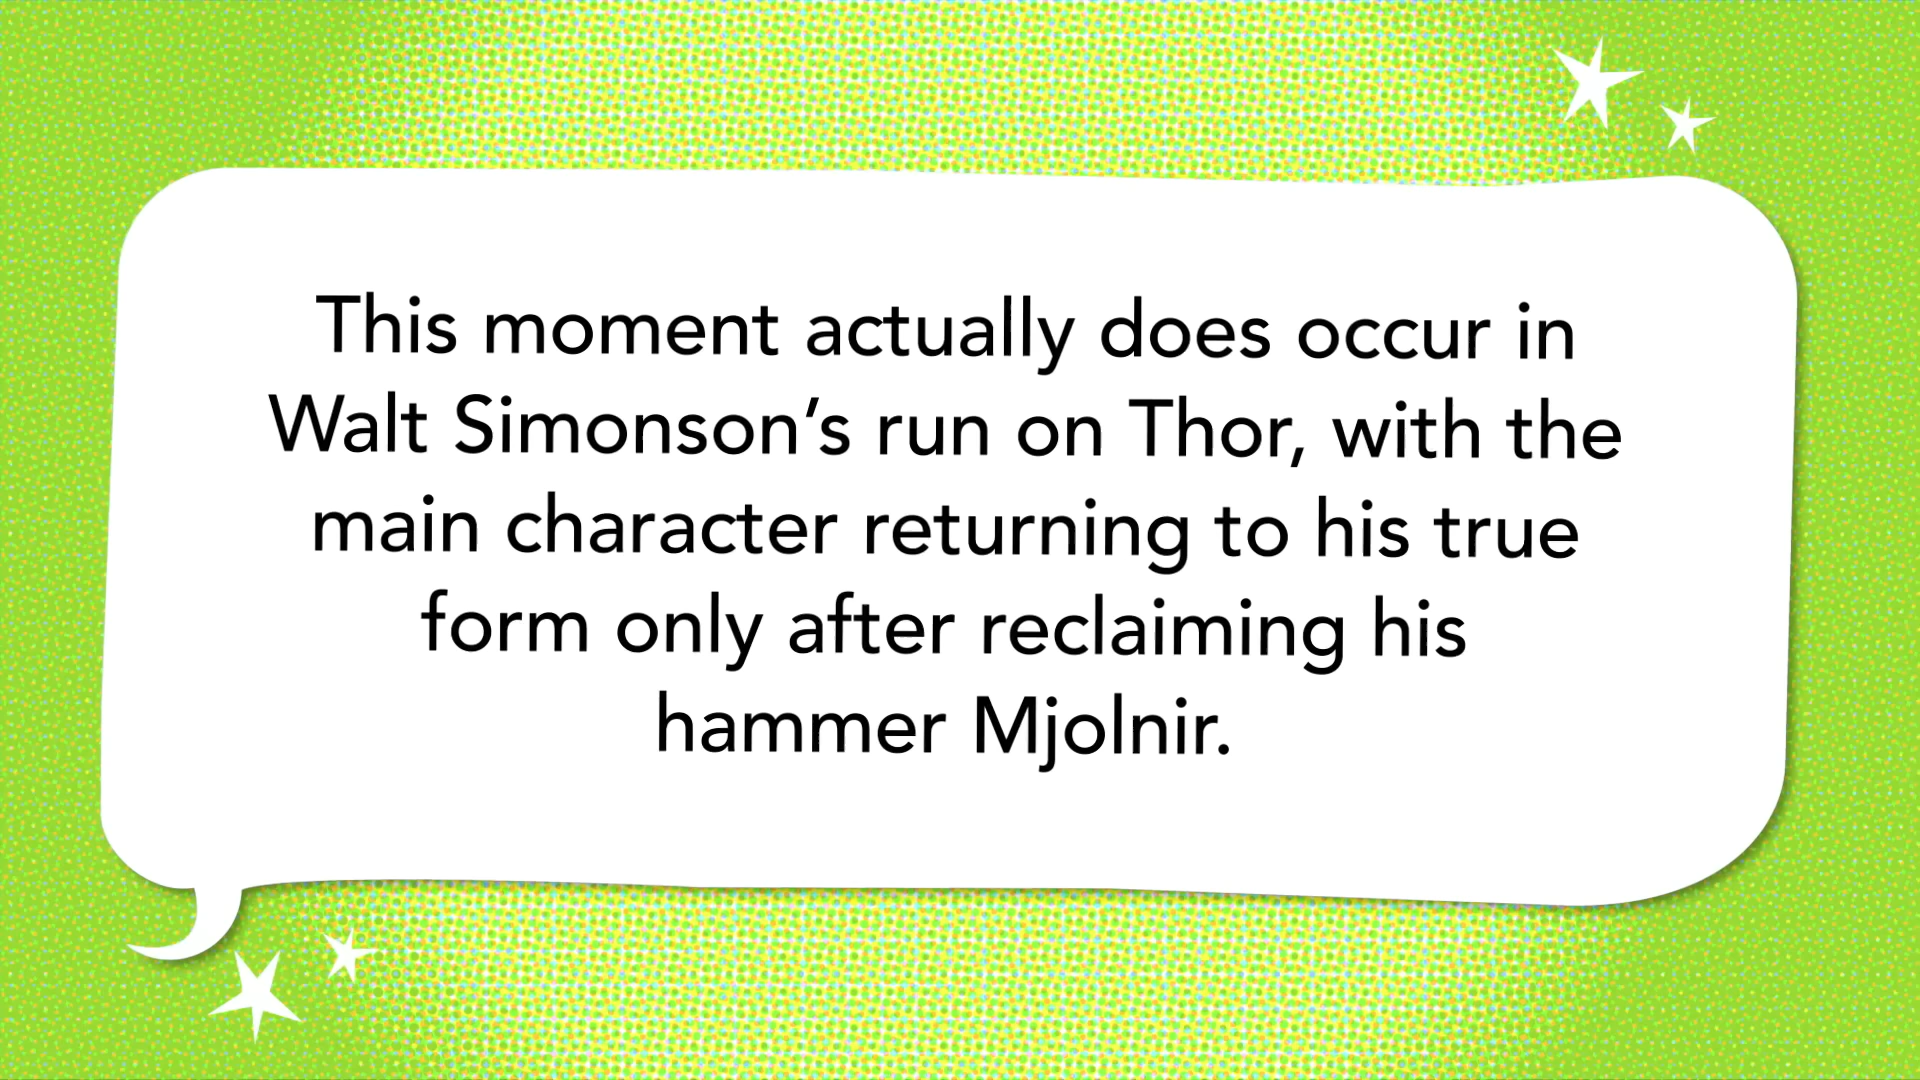 This moment actually does occur in
Walt Simonson’s run on Thor, with the
main character returning to his true
form only after reclaiming his
hammer Mjolnir.